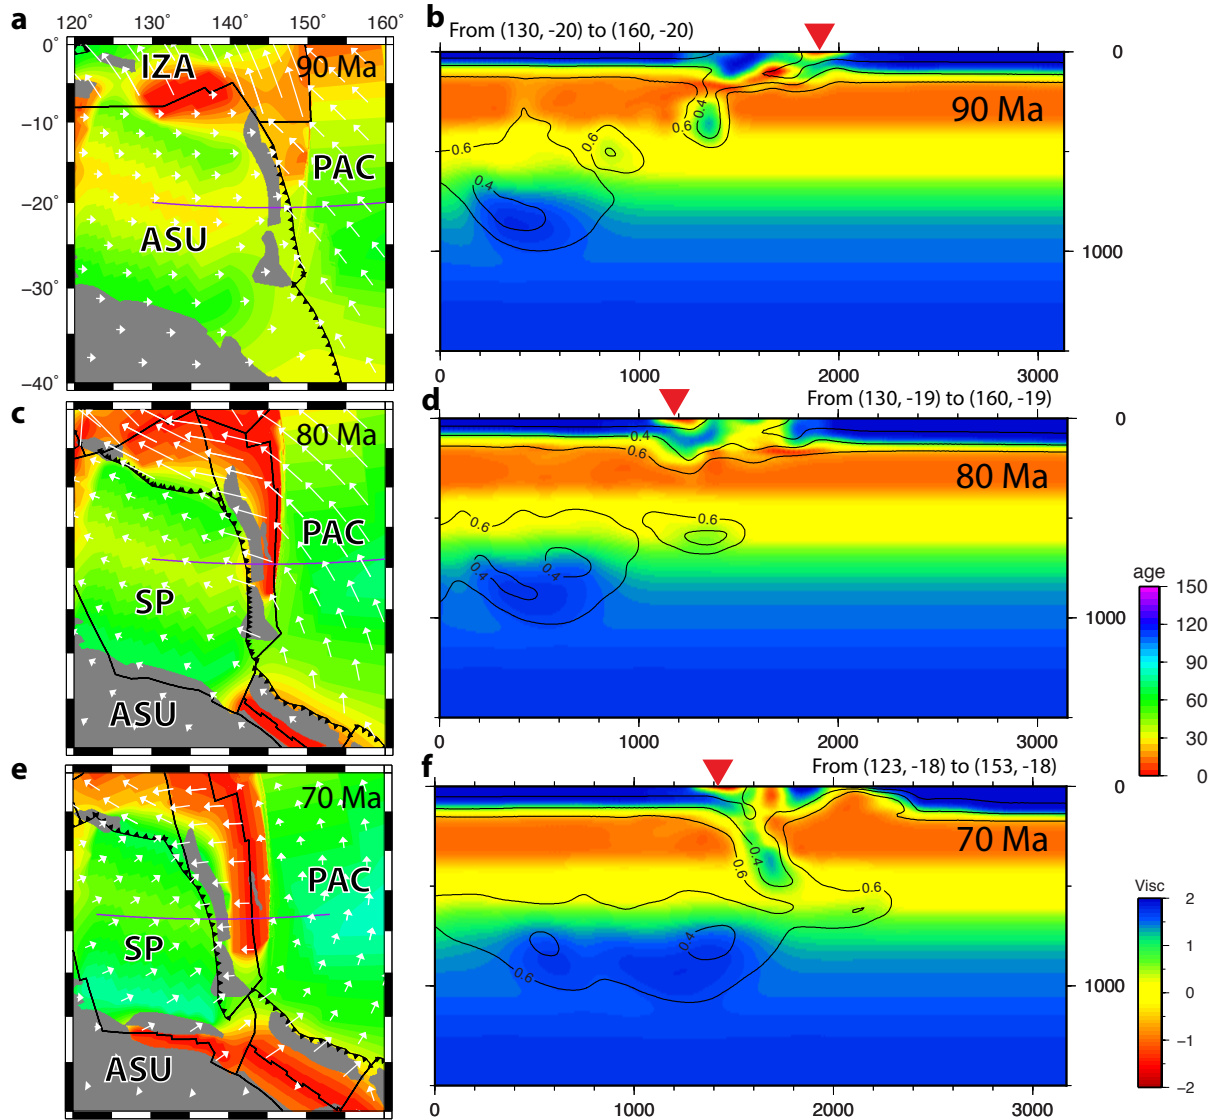 a
120° 130° 140° 150° 160°
0°
-10°
-20°
-30°
-40°
IZA
90 Ma
PAC
ASU
b
From (130, -20) to (160, -20)
0
1000
0.4
0.6
0.6
0.4
90 Ma
0 1000 2000 3000
c
80 Ma
PAC
SP
ASU
d
From (130, -19) to (160, -19)
0
1000
0.4
0.6
0.6
0.6
0.4
0.4
80 Ma
0 1000 2000 3000
age
150
120
90
60
30
0
e
70 Ma
PAC
SP
ASU
f
From (123, -18) to (153, -18)
0
1000
0.4
0.6
0.6
0.4
0.6
70 Ma
0 1000 2000 3000
Visc
2
1
0
−1
−2